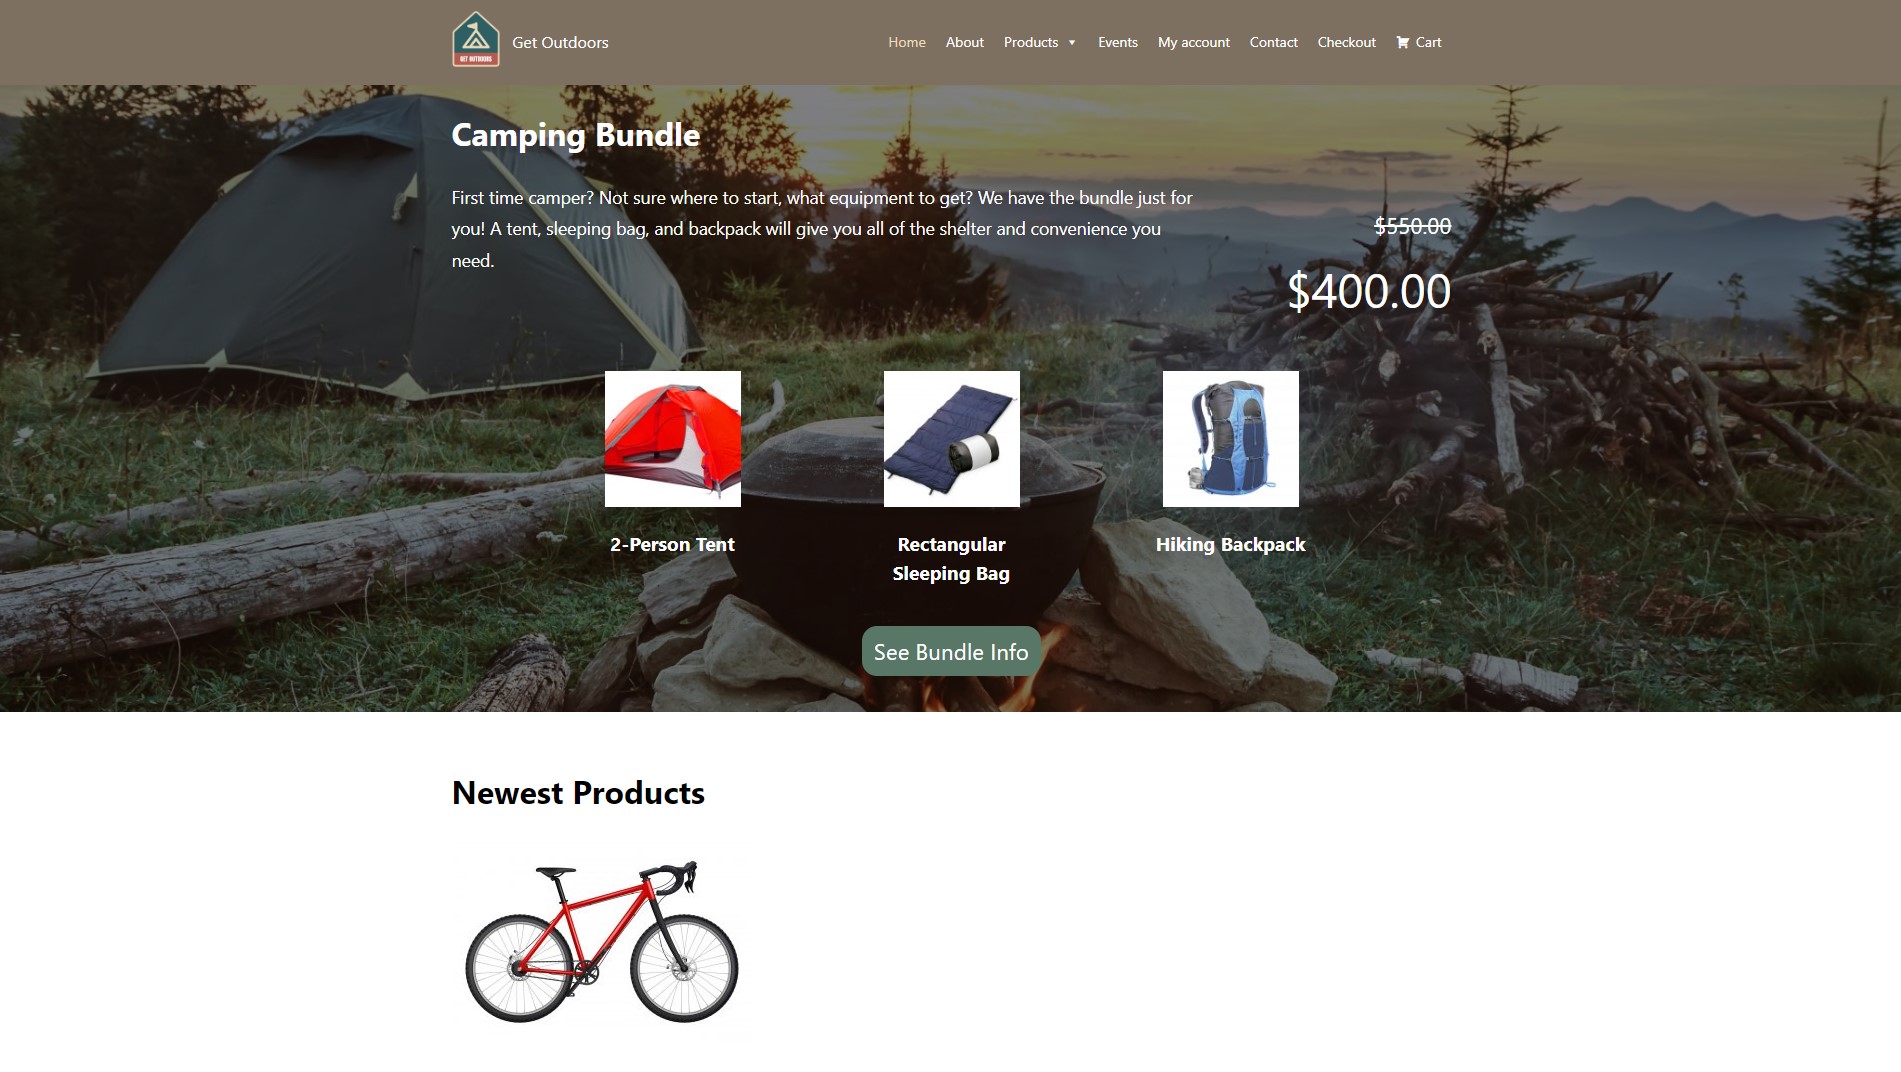 GET OUTDOORS
Get Outdoors
Home
About
Products
Events
My account
Contact
Checkout
Cart
Camping Bundle
First time camper? Not sure where to start, what equipment to get? We have the bundle just for
you! A tent, sleeping bag, and backpack will give you all of the shelter and convenience you
need.
$550.00
$400.00
2-Person Tent
Rectangular
Sleeping Bag
Hiking Backpack
See Bundle Info
Newest Products